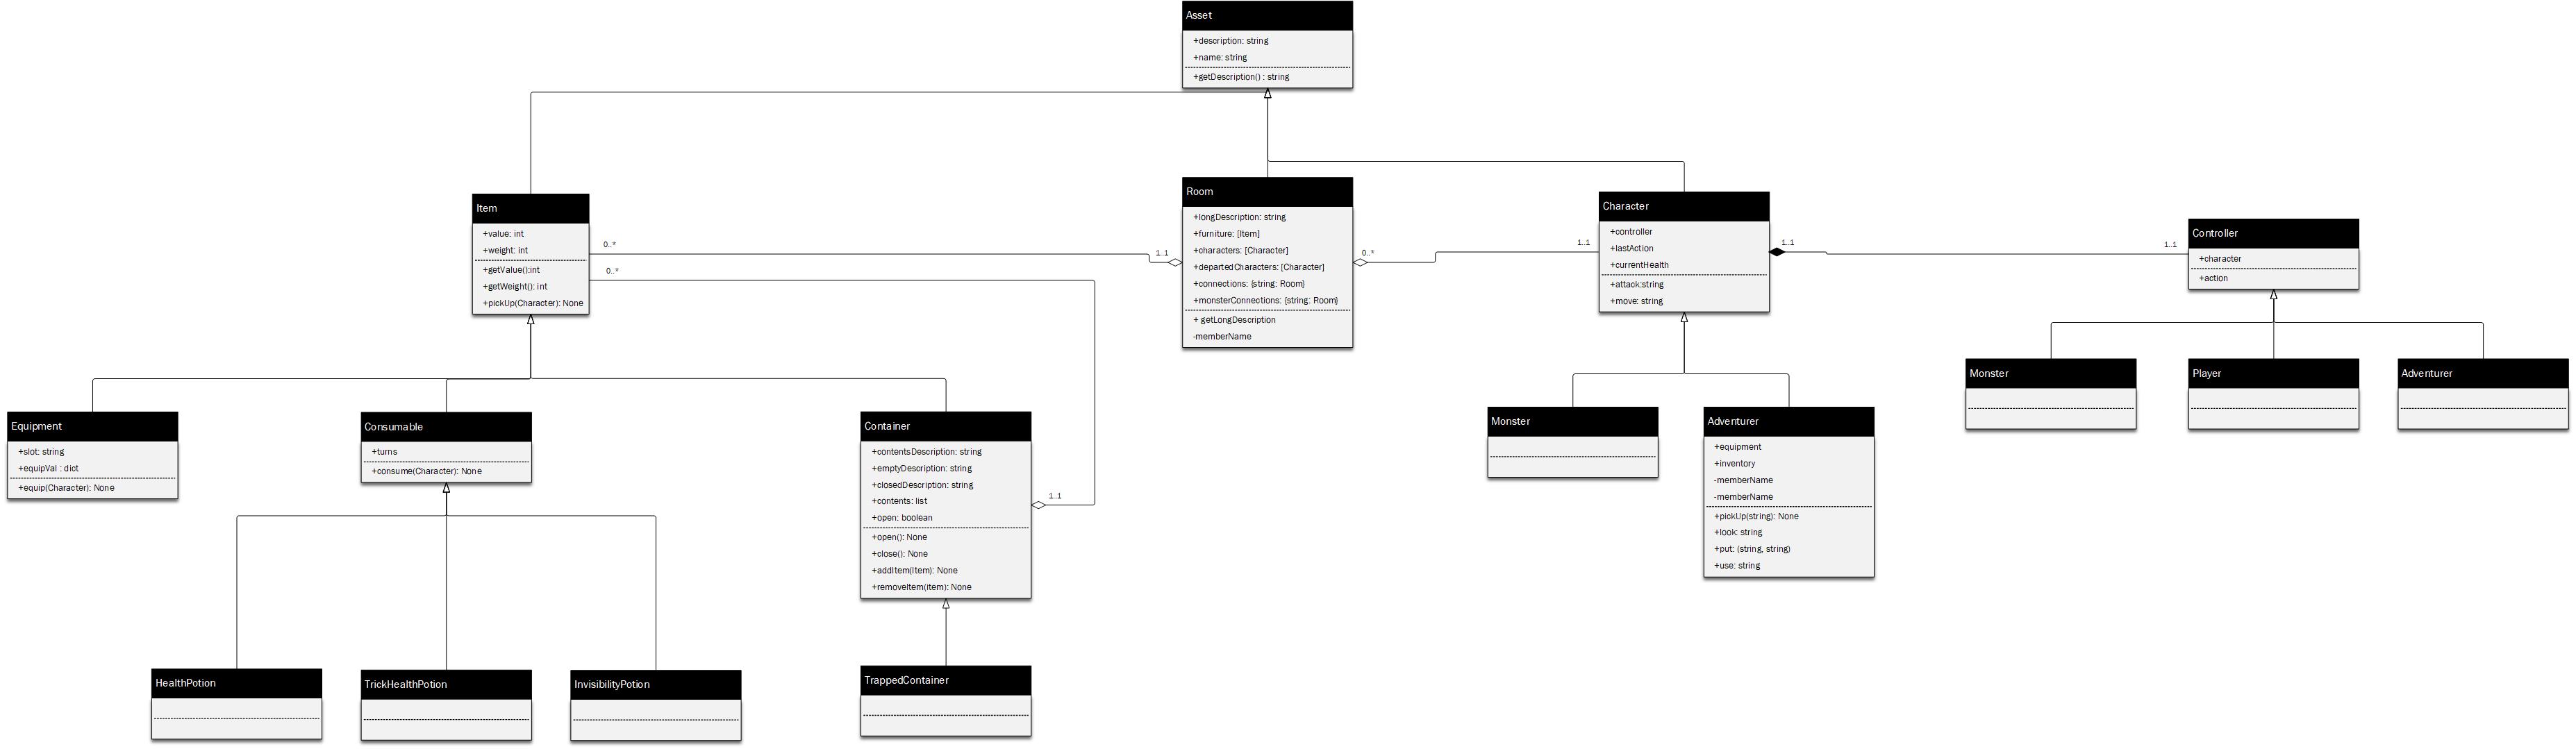 Asset
+description: string
+name: string
+getDescription() : string
Item
+value: int
+weight: int
+getValue():int
+getWeight(): int
+pickUp(Character): None
0..*
0..*
1..1
Room
+longDescription: string
+furniture: [Item]
+characters: [Character]
+departedCharacters: [Character]
+connections: {string: Room}
+monsterConnections: {string: Room}
+ getLongDescription
-memberName
0..*
1..1
Character
+controller
+lastAction
+currentHealth
+attack:string
+move: string
1..1
1..1
Controller
+character
+action
Monster
Player
Adventurer
Equipment
+slot: string
+equipVal : dict
+equip(Character): None
Consumable
+turns
+consume(Character): None
Container
+contentsDescription: string
+emptyDescription: string
+closedDescription: string
+contents: list
+open: boolean
+open(): None
+close(): None
+addItem(Item): None
+removeItem(item): None
1..1
Monster
Adventurer
+equipment
+inventory
-memberName
-memberName
+pickUp(string): None
+look: string
+put: (string, string)
+use: string
HealthPotion
TrickHealthPotion
InvisibilityPotion
TrappedContainer